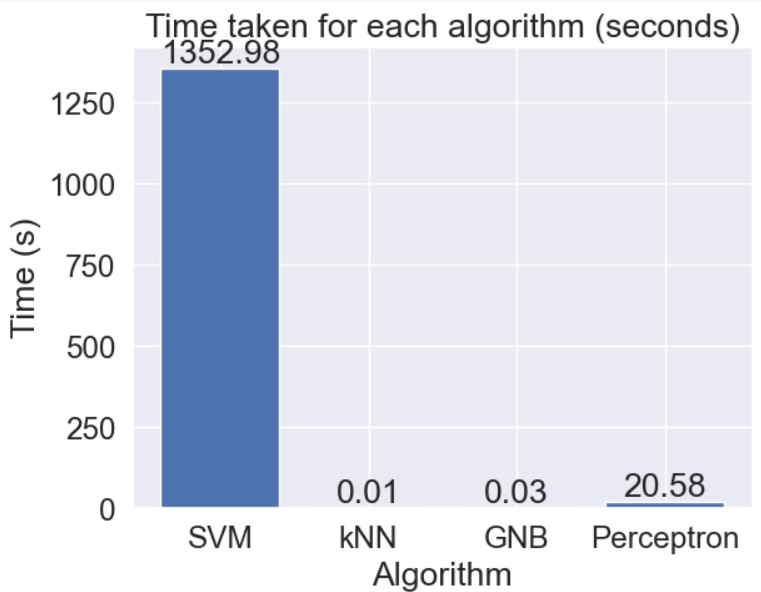 Time taken for each algorithm (seconds)
1352.98
1250
1000
750
500
250
0
Time (s)
0.01
0.03
20.58
SVM
kNN
GNB
Perceptron
Algorithm